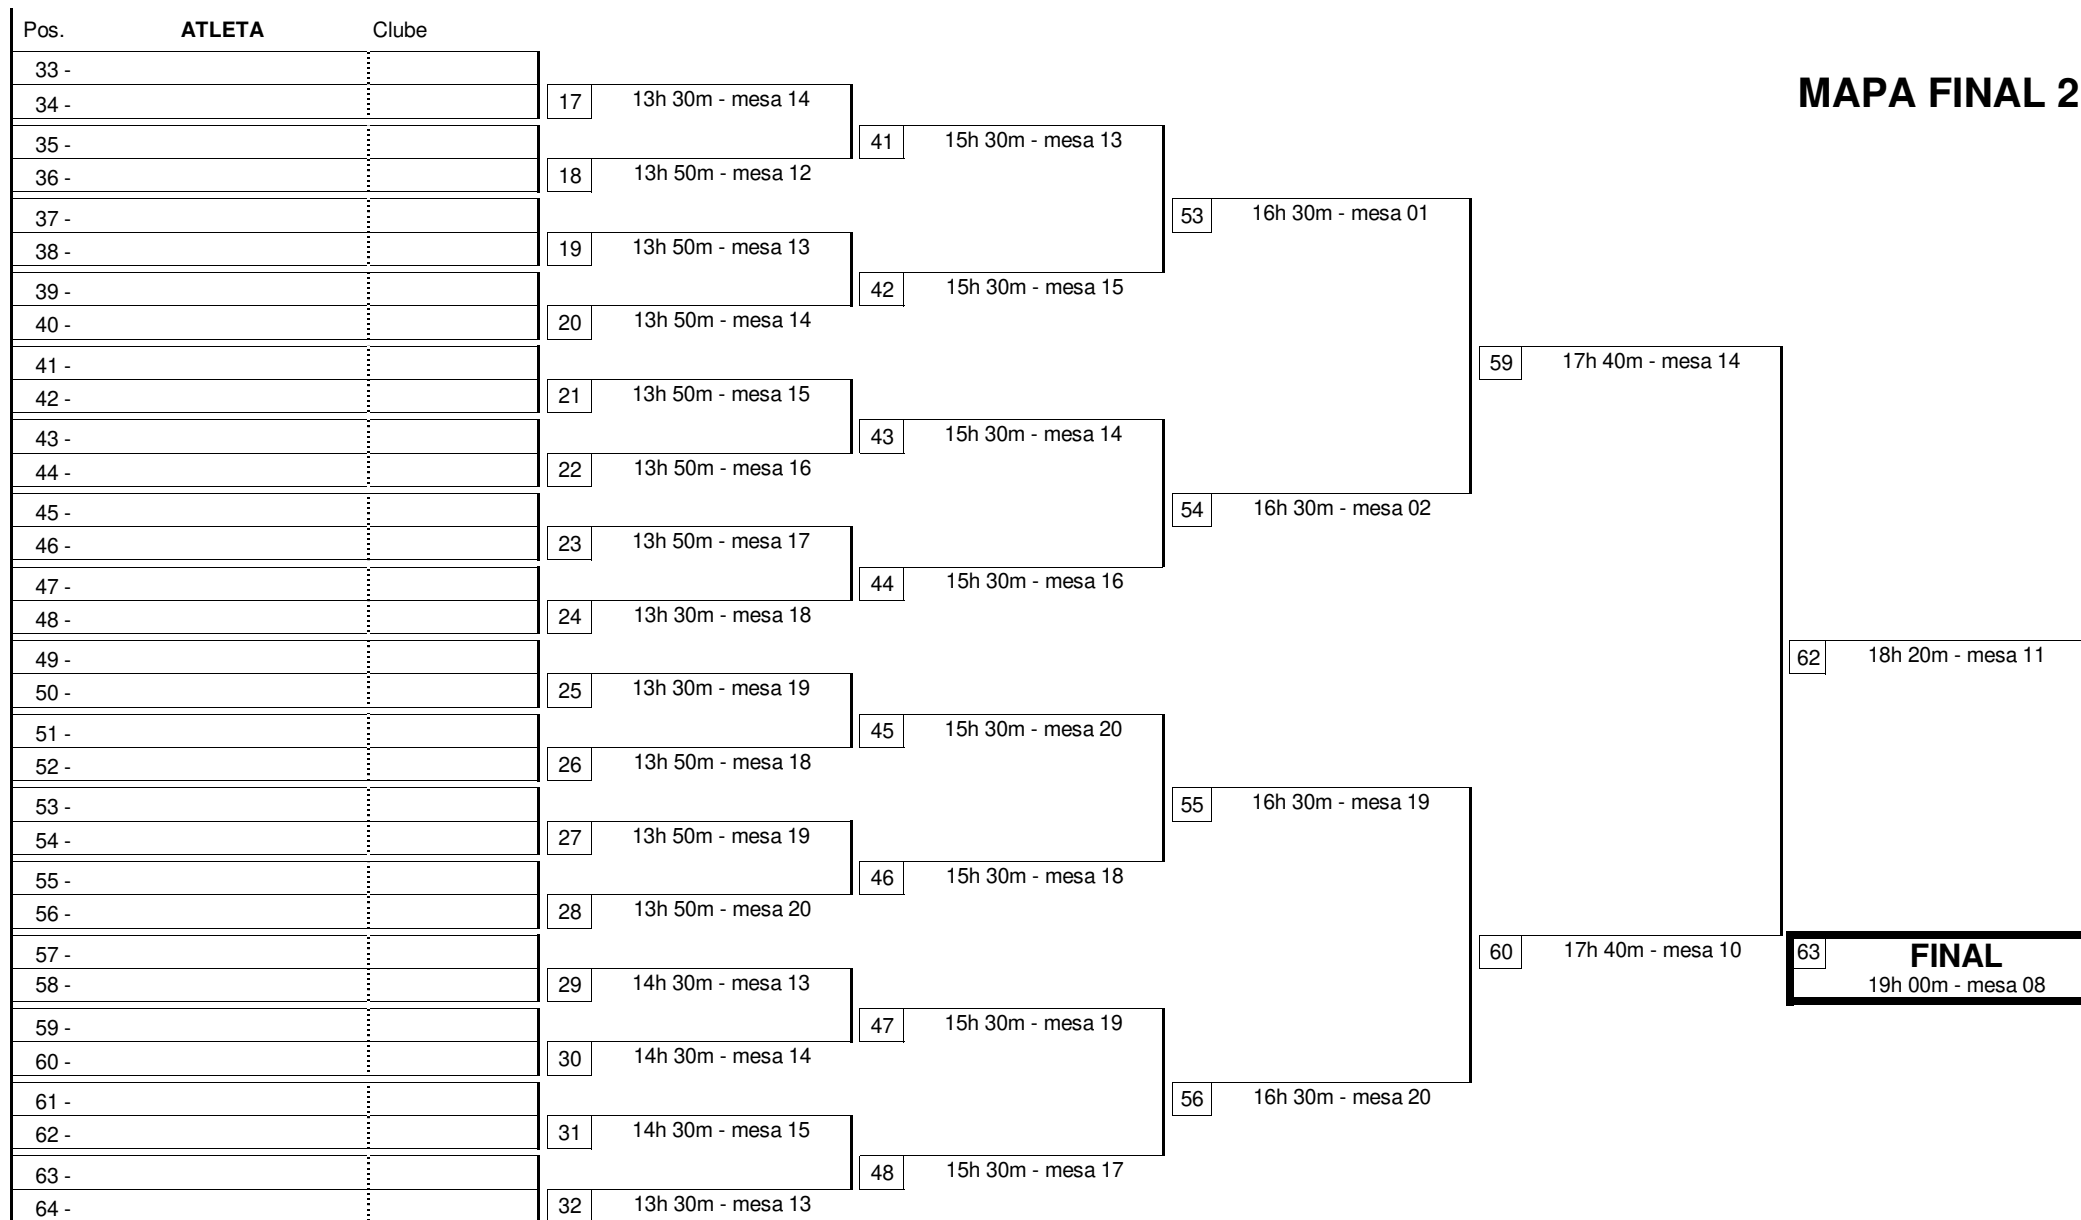 Pos. ATLETA Clube
MAPA FINAL 2
33 -
34 -
17 13h 30m - mesa 14
35 -
41 15h 30m - mesa 13
36 -
18 13h 50m - mesa 12
37 -
53 16h 30m - mesa 01
38 -
19 13h 50m - mesa 13
39 -
42 15h 30m - mesa 15
40 -
20 13h 50m - mesa 14
41 -
59 17h 40m - mesa 14
42 -
21 13h 50m - mesa 15
43 -
43 15h 30m - mesa 14
44 -
22 13h 50m - mesa 16
45 -
54 16h 30m - mesa 02
46 -
23 13h 50m - mesa 17
47 -
44 15h 30m - mesa 16
48 -
24 13h 30m - mesa 18
49 -
62 18h 20m - mesa 11
50 -
25 13h 30m - mesa 19
51 -
45 15h 30m - mesa 20
52 -
26 13h 50m - mesa 18
53 -
55 16h 30m - mesa 19
54 -
27 13h 50m - mesa 19
55 -
46 15h 30m - mesa 18
56 -
28 13h 50m - mesa 20
57 -
60 17h 40m - mesa 10
63 FINAL
19h 00m - mesa 08
58 -
29 14h 30m - mesa 13
59 -
47 15h 30m - mesa 19
60 -
30 14h 30m - mesa 14
61 -
56 16h 30m - mesa 20
62 -
31 14h 30m - mesa 15
63 -
48 15h 30m - mesa 17
64 -
32 13h 30m - mesa 13